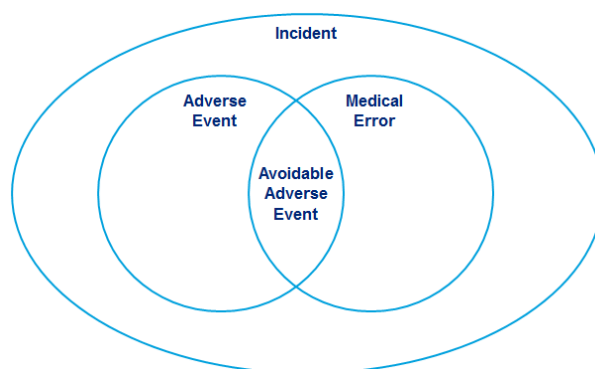 Incident
Adverse
Event
Medical
Error
Avoidable
Adverse
Event